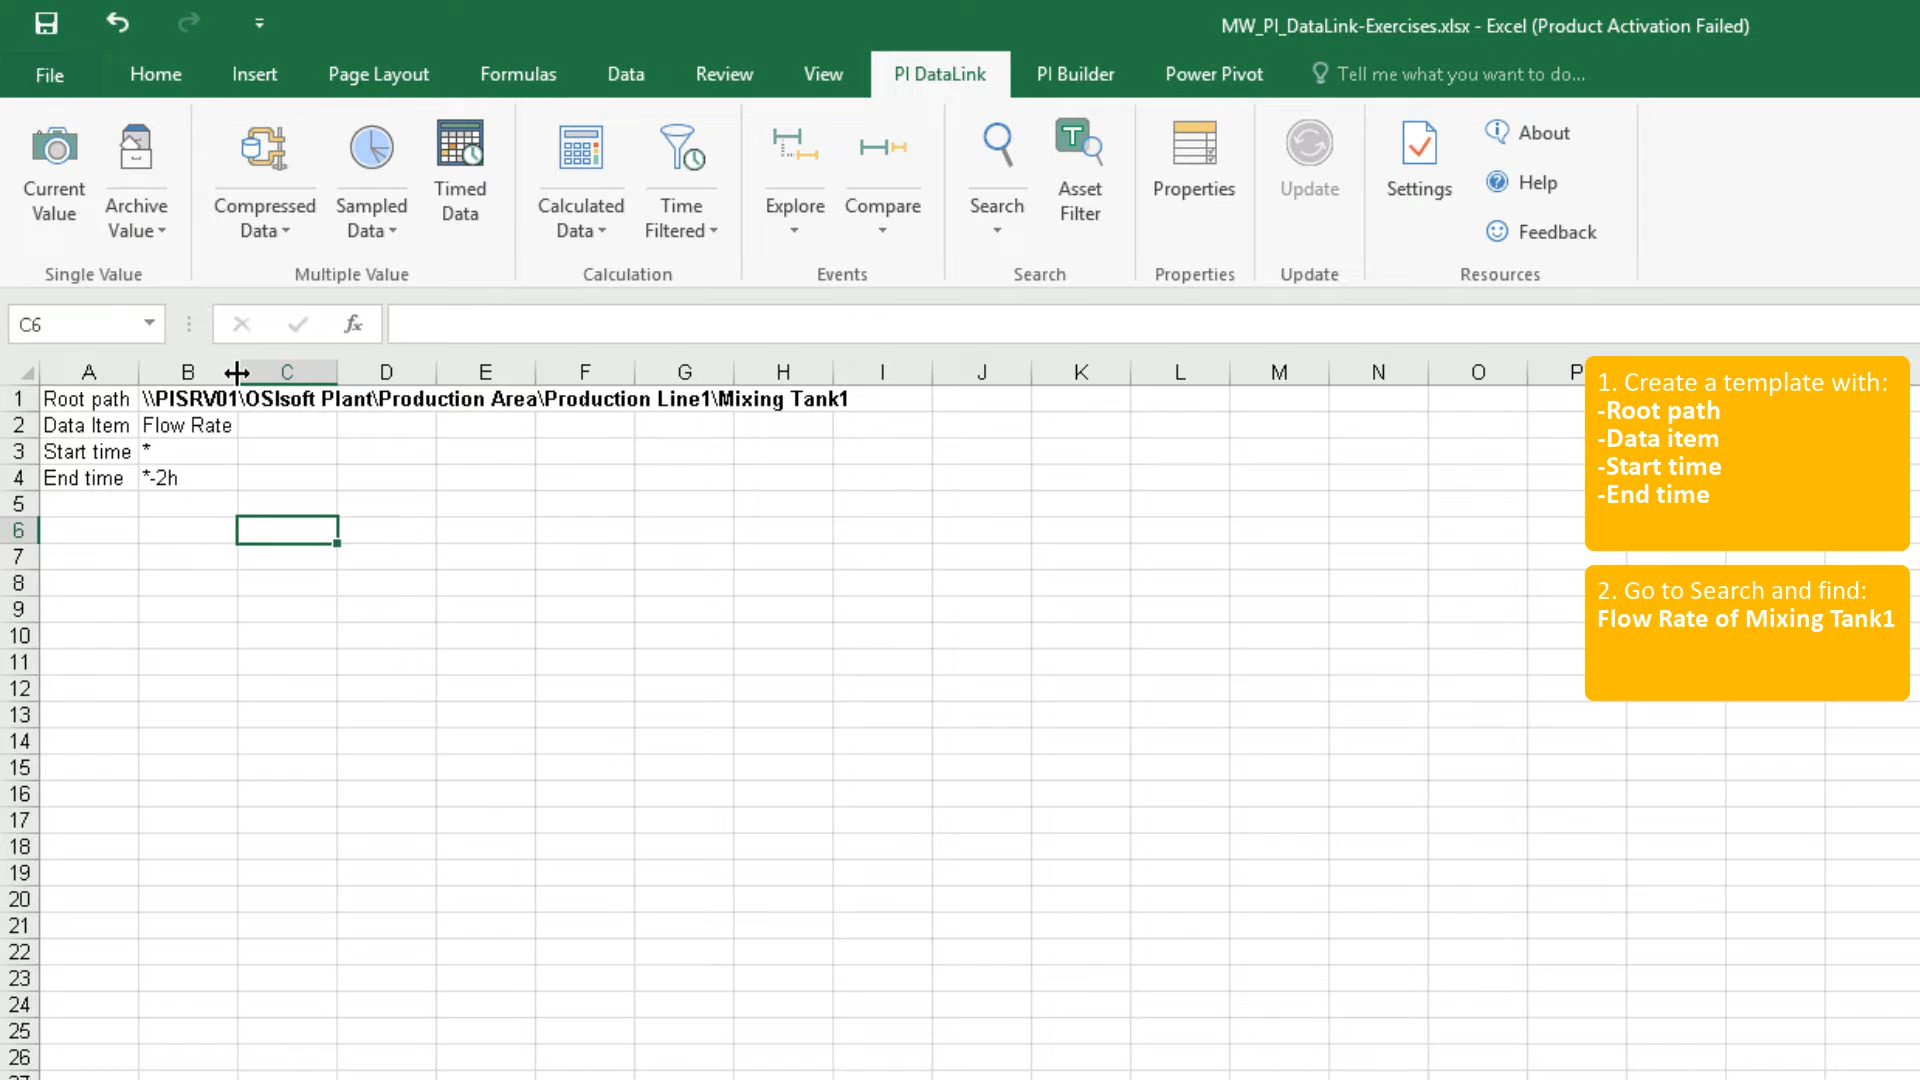 MW_PI_DataLink-Exercises.xlsx - Excel (Product Activation Failed)
File Home Insert Page Layout Formulas Data Review View PI DataLink PI Builder Power Pivot Tell me what you want to do...
Current Value
Archive Value
Compressed Data
Sampled Data
Timed Data
Calculated Data
Time Filtered
Explore
Compare
Search
Asset Filter
Properties
Update
Settings
About
Help
Feedback
Single Value Multiple Value Calculation Events Search Properties Update Resources
C6 fx
A B C D E F G H I J K L M N O P
1 Root path \\PISRV01\OSIsoft Plant\Production Area\Production Line1\Mixing Tank1
2 Data Item Flow Rate
3 Start time *
4 End time *-2h
5
6
7
8
9
10
11
12
13
14
15
16
17
18
19
20
21
22
23
24
25
26
27
1. Create a template with:
-Root path
-Data item
-Start time
-End time
2. Go to Search and find:
Flow Rate of Mixing Tank1